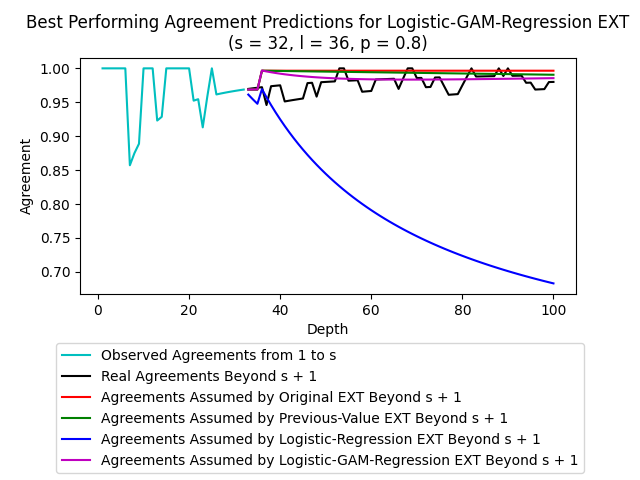 Best Performing Agreement Predictions for Logistic-GAM-Regression EXT
(s = 32, l = 36, p = 0.8)
1.00
0.95
0.90
0.85
0.80
0.75
0.70
Agreement
0 20 40 60 80 100
Depth
Observed Agreements from 1 to s
Real Agreements Beyond s + 1
Agreements Assumed by Original EXT Beyond s + 1
Agreements Assumed by Previous-Value EXT Beyond s + 1
Agreements Assumed by Logistic-Regression EXT Beyond s + 1
Agreements Assumed by Logistic-GAM-Regression EXT Beyond s + 1